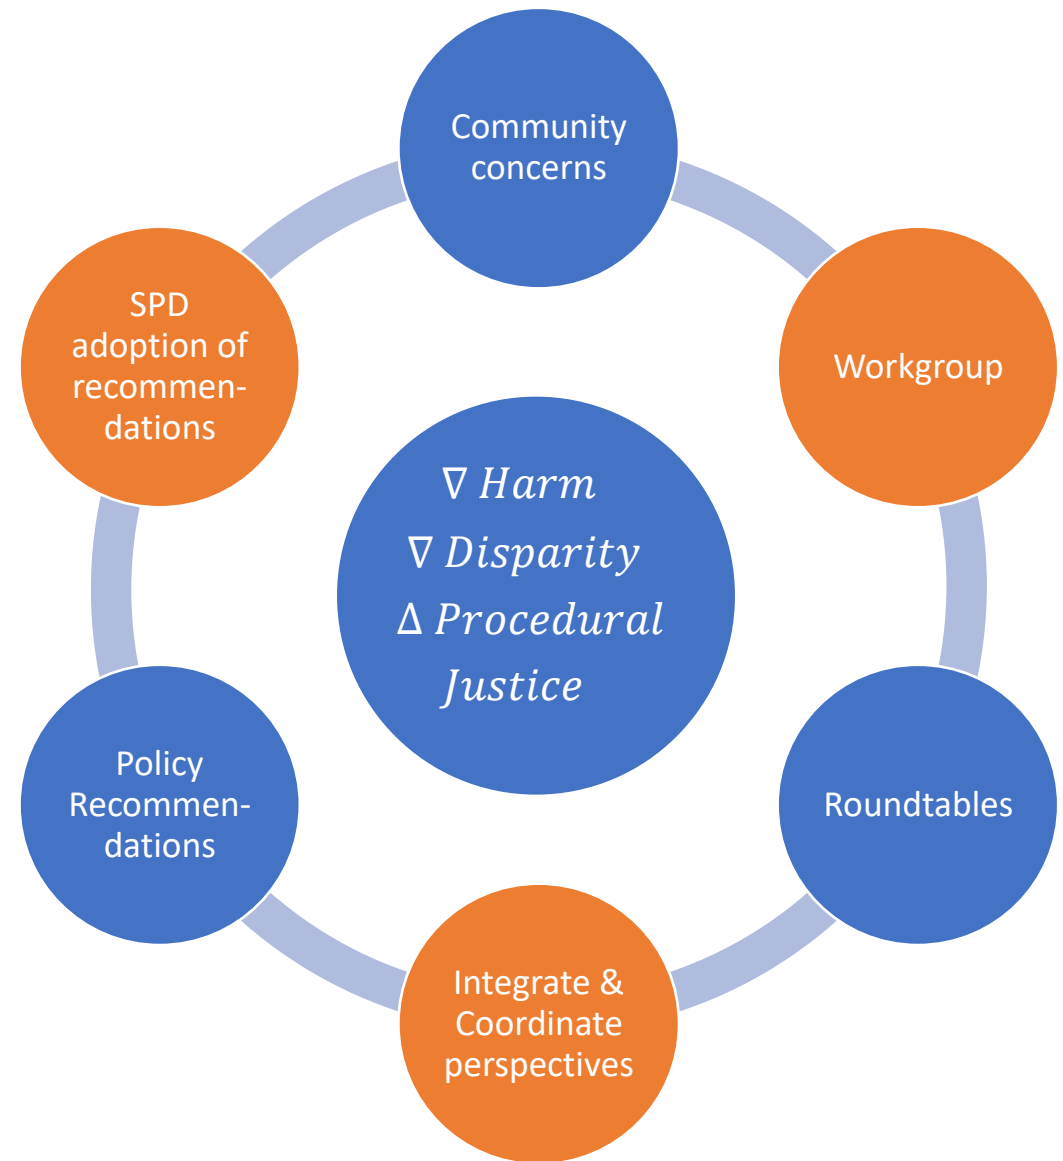 Community
concerns
Workgroup
Roundtables
Integrate &
Coordinate
perspectives
Policy
Recommen-
dations
SPD
adoption of
recommen-
dations
∇ Harm
∇ Disparity
Δ Procedural
Justice